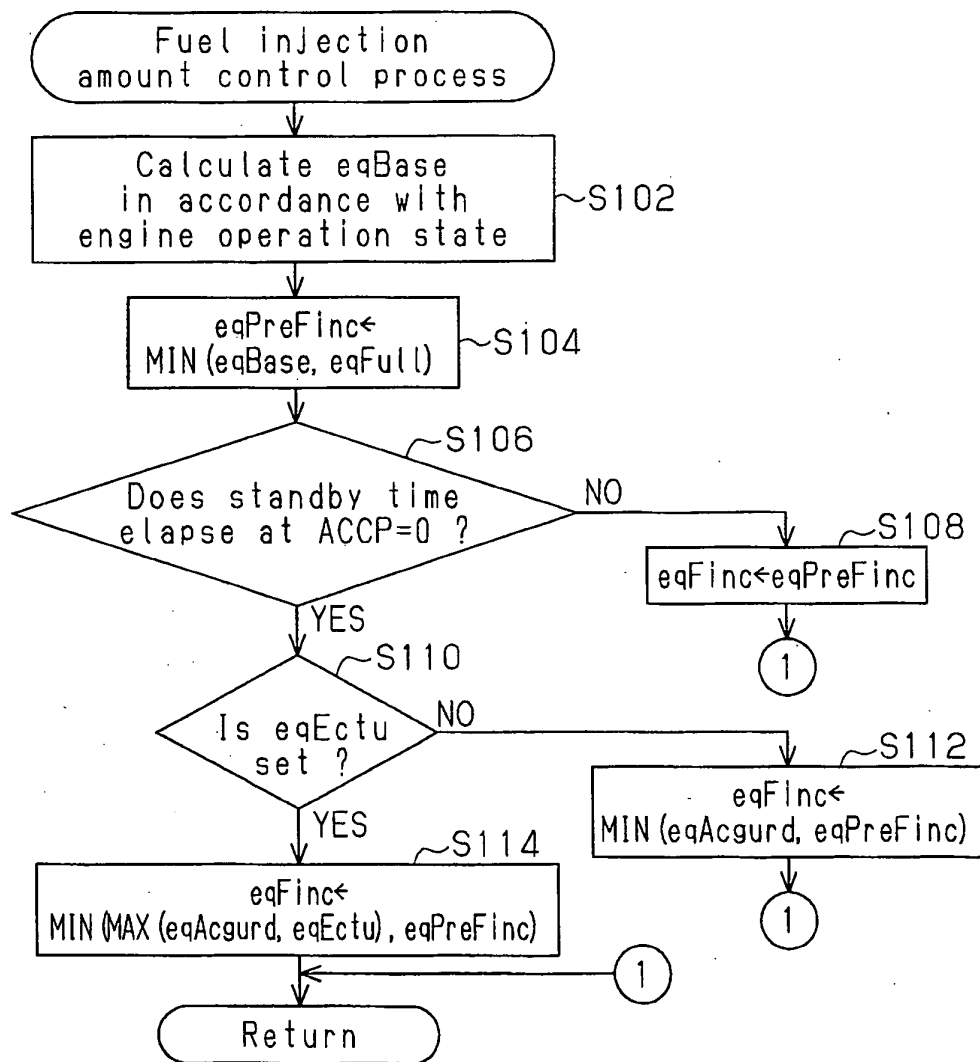 Fuel injection
amount control process
Calculate eqBase
in accordance with
engine operation state
S102
eqPreFinc←
MIN(eqBase, eqFull)
S104
S106
Does standby time
elapse at ACCP=0 ?
NO
S108
eqFinc←eqPreFinc
1
YES
S110
Is eqEctu
set ?
NO
S112
eqFinc←
MIN(eqAcgurd, eqPreFinc)
1
YES
S114
eqFinc←
MIN(MAX(eqAcgurd, eqEctu), eqPreFinc)
1
Return